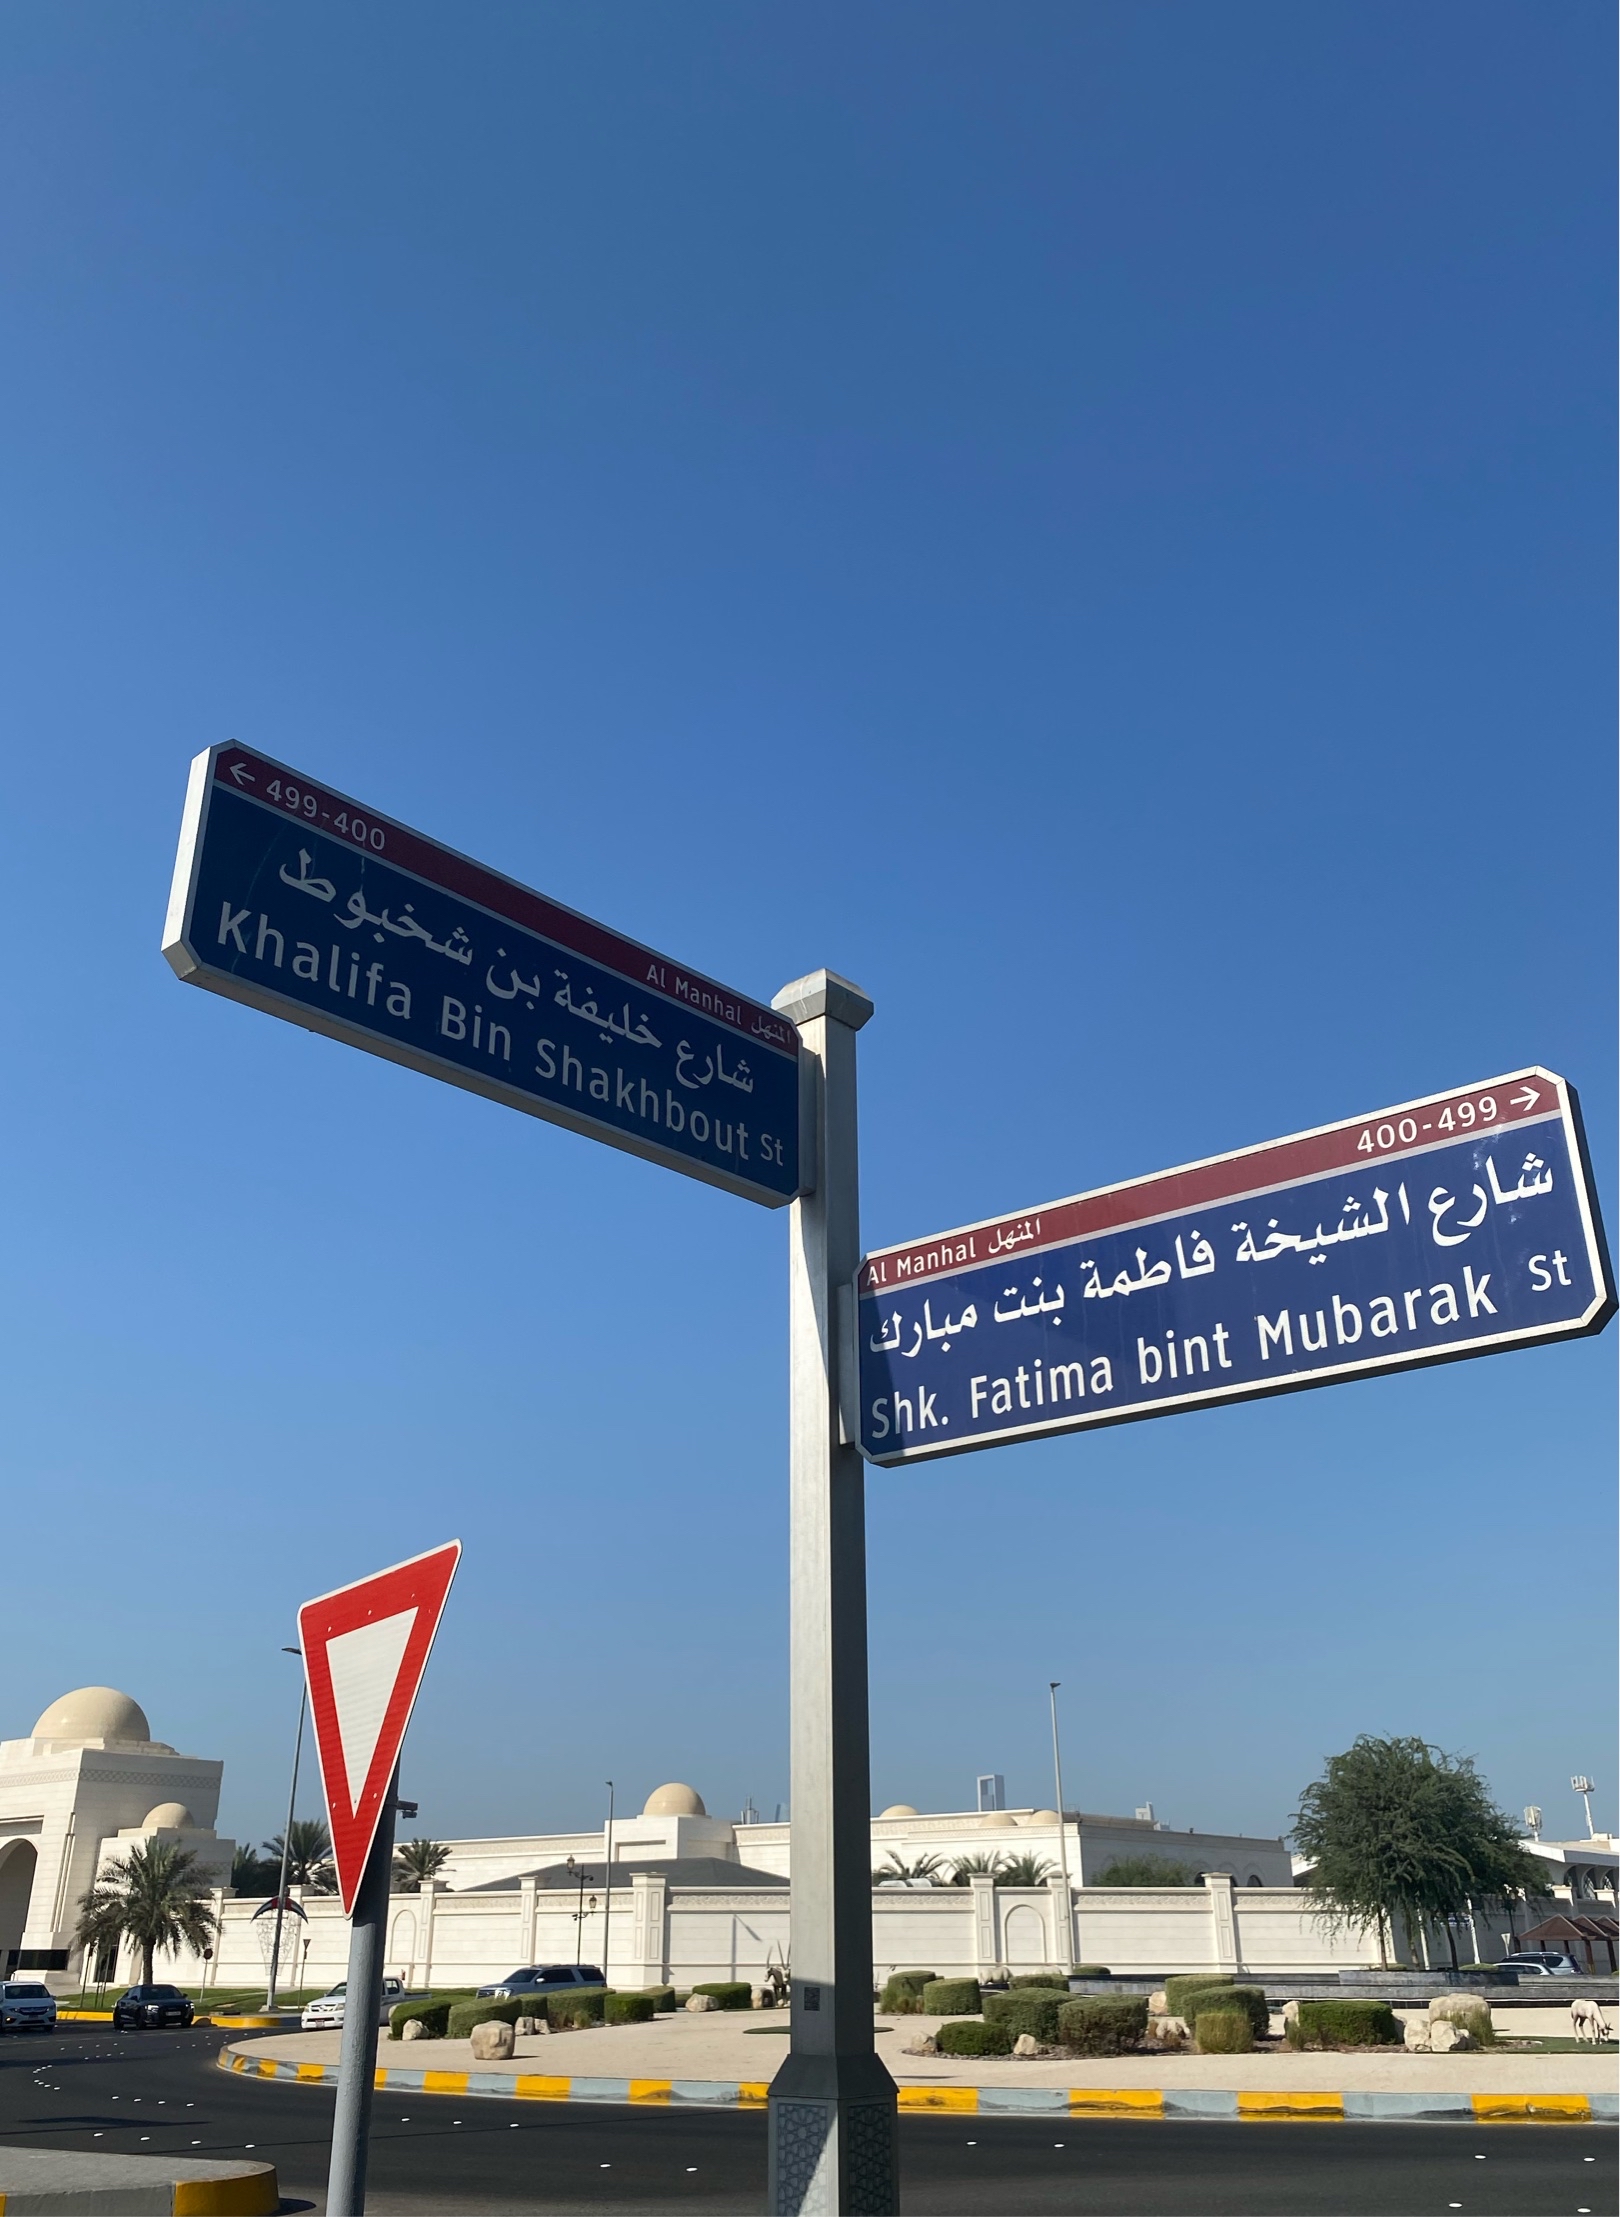 ← 499-400
Al Manhal المنهل
شارع خليفة بن شخبوط
Khalifa Bin Shakhbout St
400-499 →
Al Manhal المنهل
شارع الشيخة فاطمة بنت مبارك
Shk. Fatima bint Mubarak St